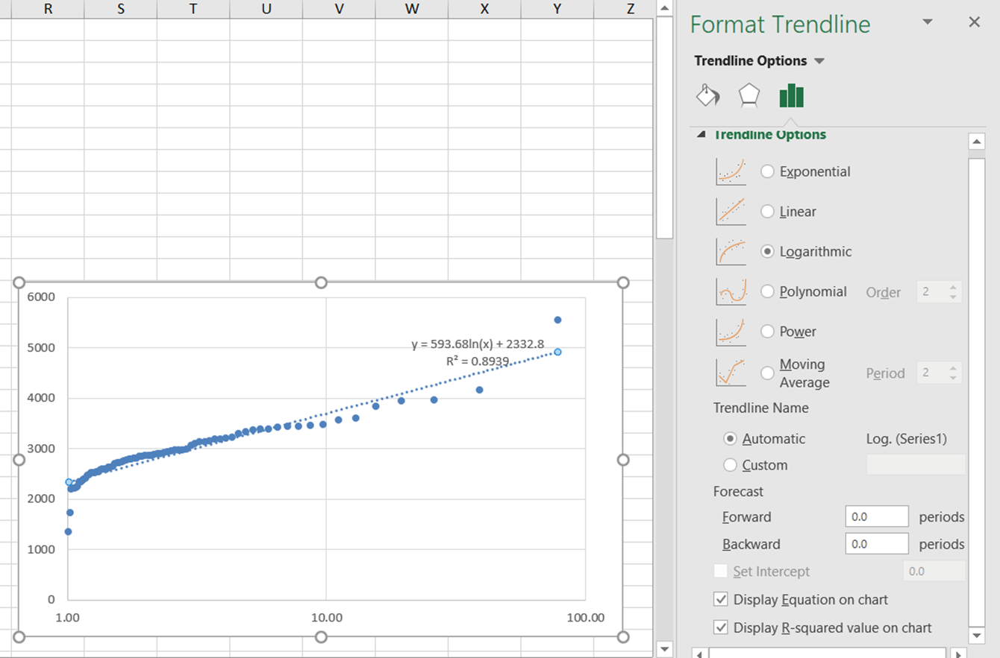 R S T U V W X Y Z
6000
5000
4000
3000
2000
1000
0
1.00 10.00 100.00
y = 593.68ln(x) + 2332.8
R² = 0.8939
Format Trendline
Trendline Options
Trendline Options
Exponential
Linear
Logarithmic
Polynomial Order 2
Power
Moving
Average Period 2
Trendline Name
Automatic Log. (Series1)
Custom
Forecast
Forward 0.0 periods
Backward 0.0 periods
Set Intercept 0.0
Display Equation on chart
Display R-squared value on chart